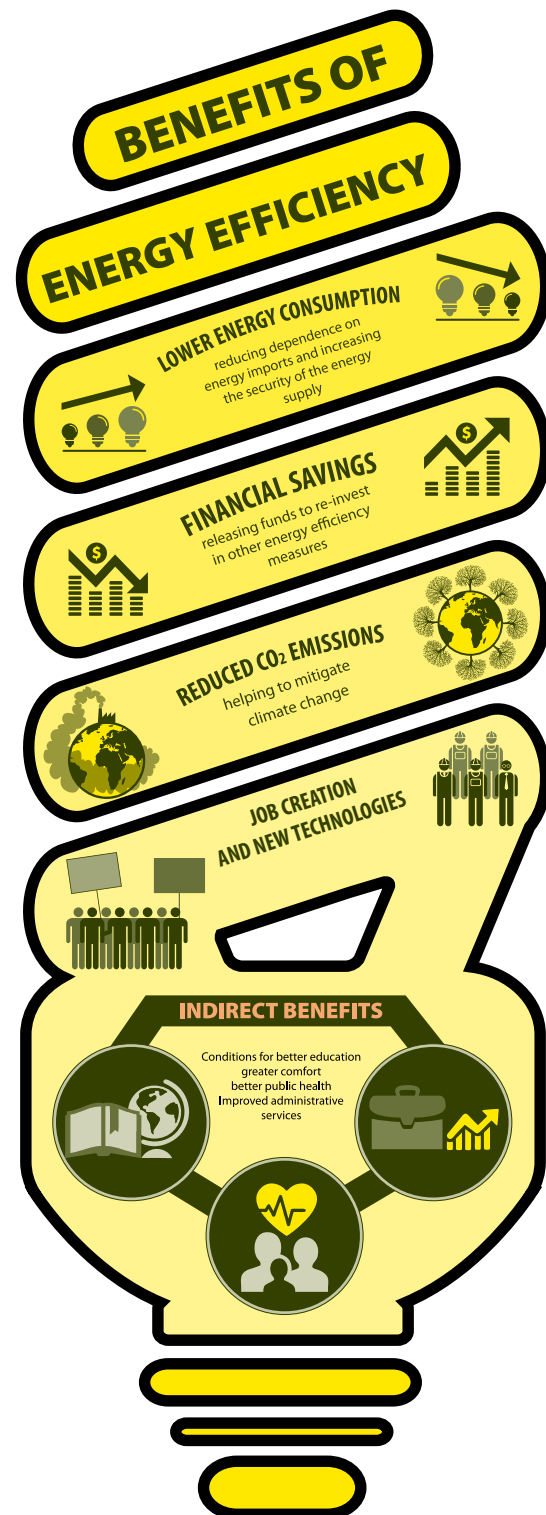 BENEFITS OF
ENERGY EFFICIENCY
LOWER ENERGY CONSUMPTION
reducing dependence on
energy imports and increasing
the security of the energy
supply
$
FINANCIAL SAVINGS
releasing funds to re-invest
in other energy efficiency
measures
$
REDUCED CO₂ EMISSIONS
helping to mitigate
climate change
JOB CREATION
AND NEW TECHNOLOGIES
INDIRECT BENEFITS
Conditions for better education
greater comfort
better public health
Improved administrative
services